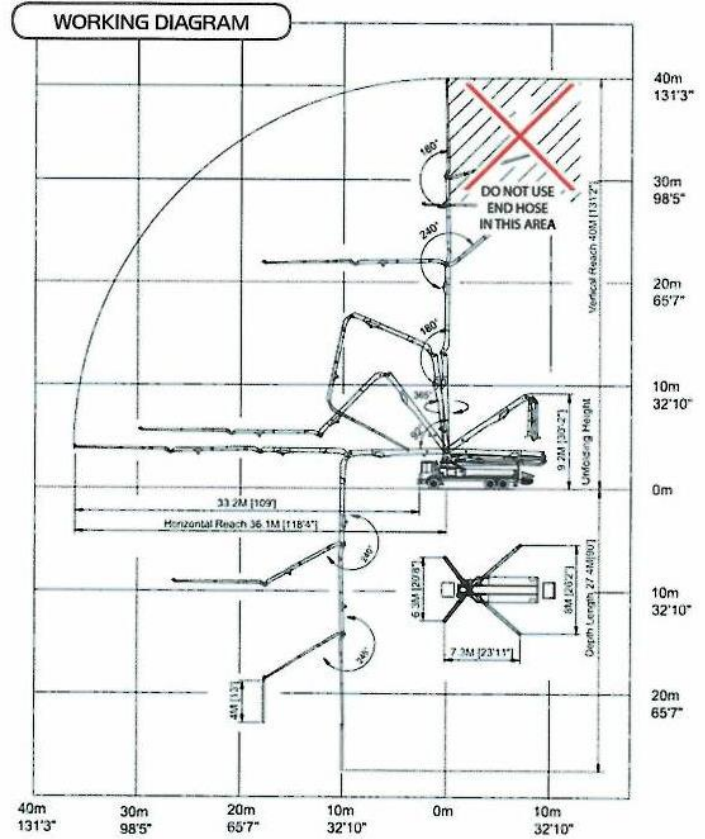 WORKING DIAGRAM
40m
131'3"
180°
30m
98'5"
DO NOT USE
END HOSE
IN THIS AREA
Vertical Reach 40M [131'2"]
240°
20m
65'7"
180°
10m
32'10"
365°
9.2M [30'-2"]
Unfolding Height
0m
33.2M [109']
Horizontal Reach 36.1M [118'4"]
240°
6.3M [20'8"]
8M [26'2"]
Depth Length 27.4M[90']
10m
32'10"
7.3M [23'11"]
245°
4M [13']
20m
65'7"
40m
131'3"
30m
98'5"
20m
65'7"
10m
32'10"
0m
10m
32'10"